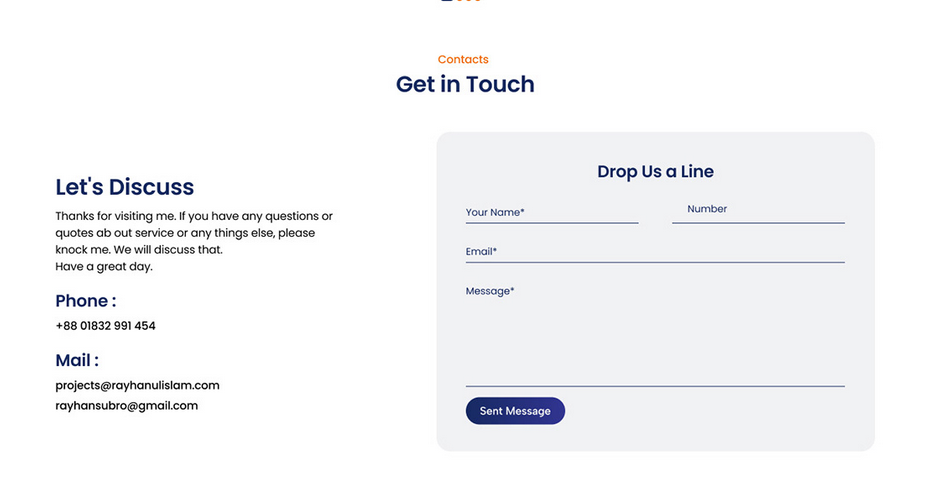 Contacts
Get in Touch
Let's Discuss
Thanks for visiting me. If you have any questions or
quotes ab out service or any things else, please
knock me. We will discuss that.
Have a great day.
Phone :
+88 01832 991 454
Mail :
projects@rayhanulislam.com
rayhansubro@gmail.com
Drop Us a Line
Your Name*
Number
Email*
Message*
Sent Message